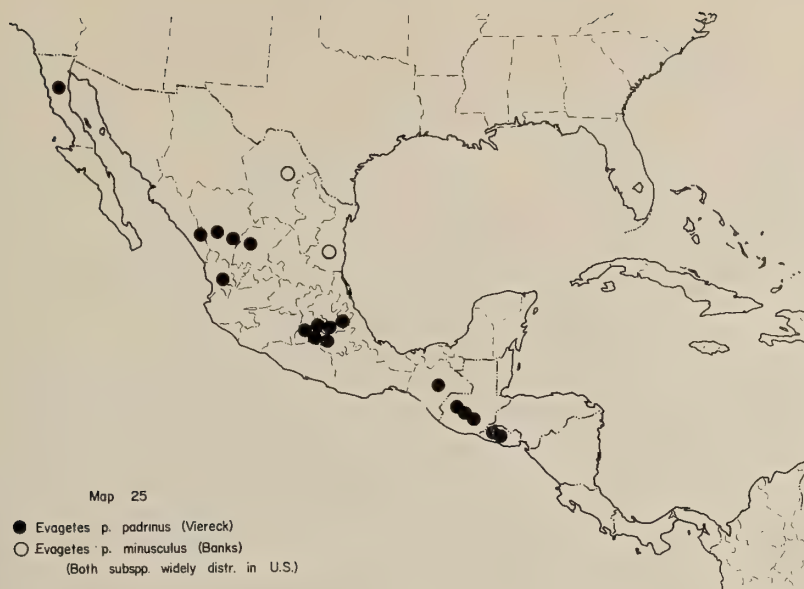 Map 25
Evagetes p. padrinus (Viereck)
Evagetes p. minusculus (Banks)
(Both subspp. widely distr. in U.S.)